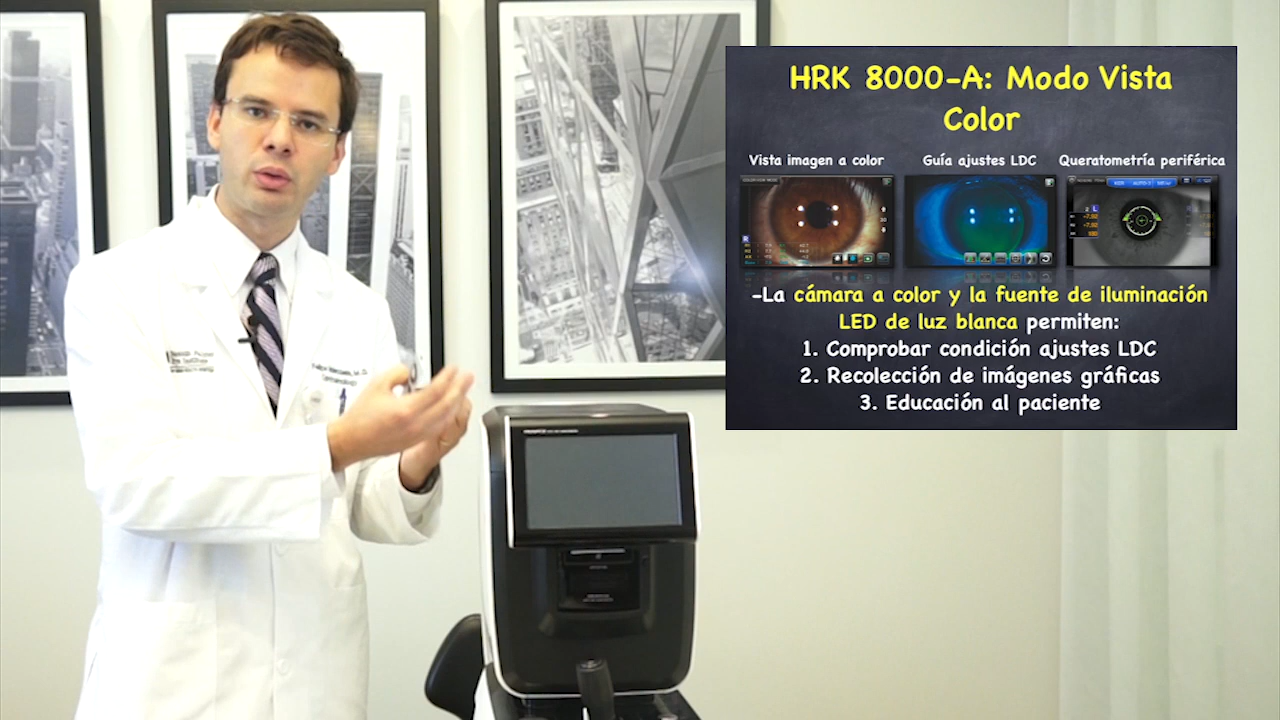 HRK 8000-A: Modo Vista
Color
Vista imagen a color
Guía ajustes LDC
Queratometría periférica
-La cámara a color y la fuente de iluminación
LED de luz blanca permiten:
1. Comprobar condición ajustes LDC
2. Recolección de imágenes gráficas
3. Educación al paciente